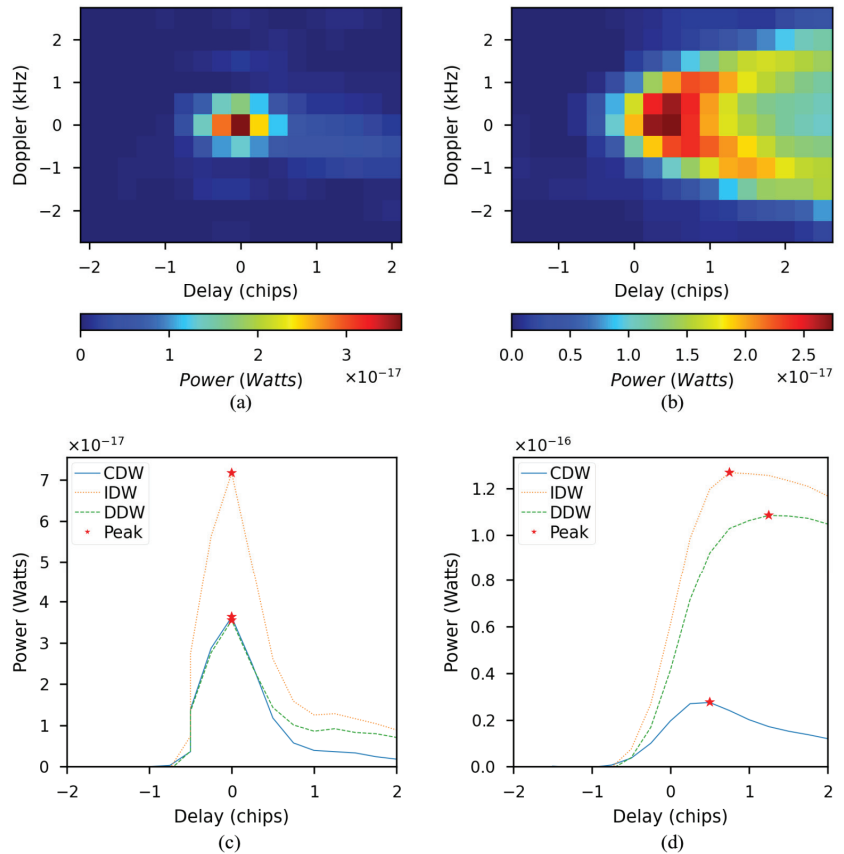 2
1
0
−1
−2
Doppler (kHz)
−2 −1 0 1 2
Delay (chips)
0 1 2 3
Power (Watts) ×10−17
(a)
2
1
0
−1
−2
Doppler (kHz)
−1 0 1 2
Delay (chips)
0.0 0.5 1.0 1.5 2.0 2.5
Power (Watts) ×10−17
(b)
×10−17
CDW
IDW
DDW
Peak
7
6
5
4
3
2
1
0
Power (Watts)
−2 −1 0 1 2
Delay (chips)
(c)
×10−16
CDW
IDW
DDW
Peak
1.2
1.0
0.8
0.6
0.4
0.2
0.0
Power (Watts)
−2 −1 0 1 2
Delay (chips)
(d)